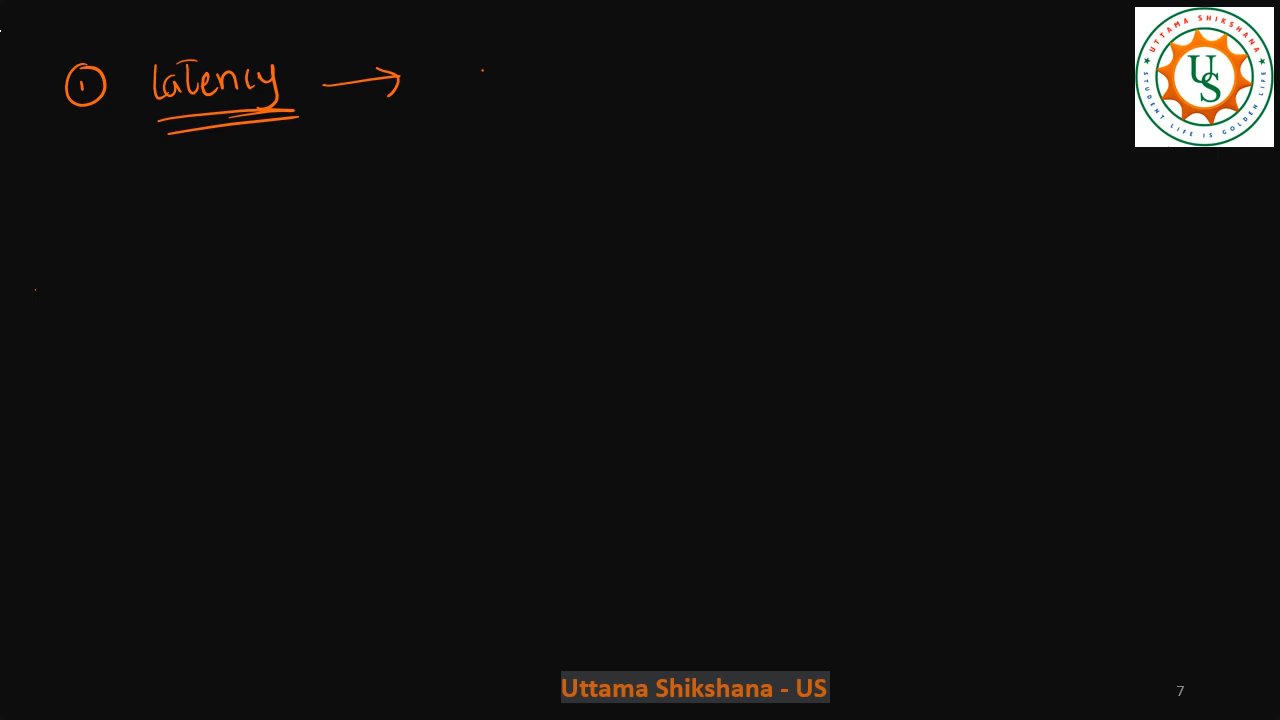 ① latency →
UTTAMA SHIKSHANA
US
STUDENT LIFE IS GOLDEN LIFE
Uttama Shikshana - US
7